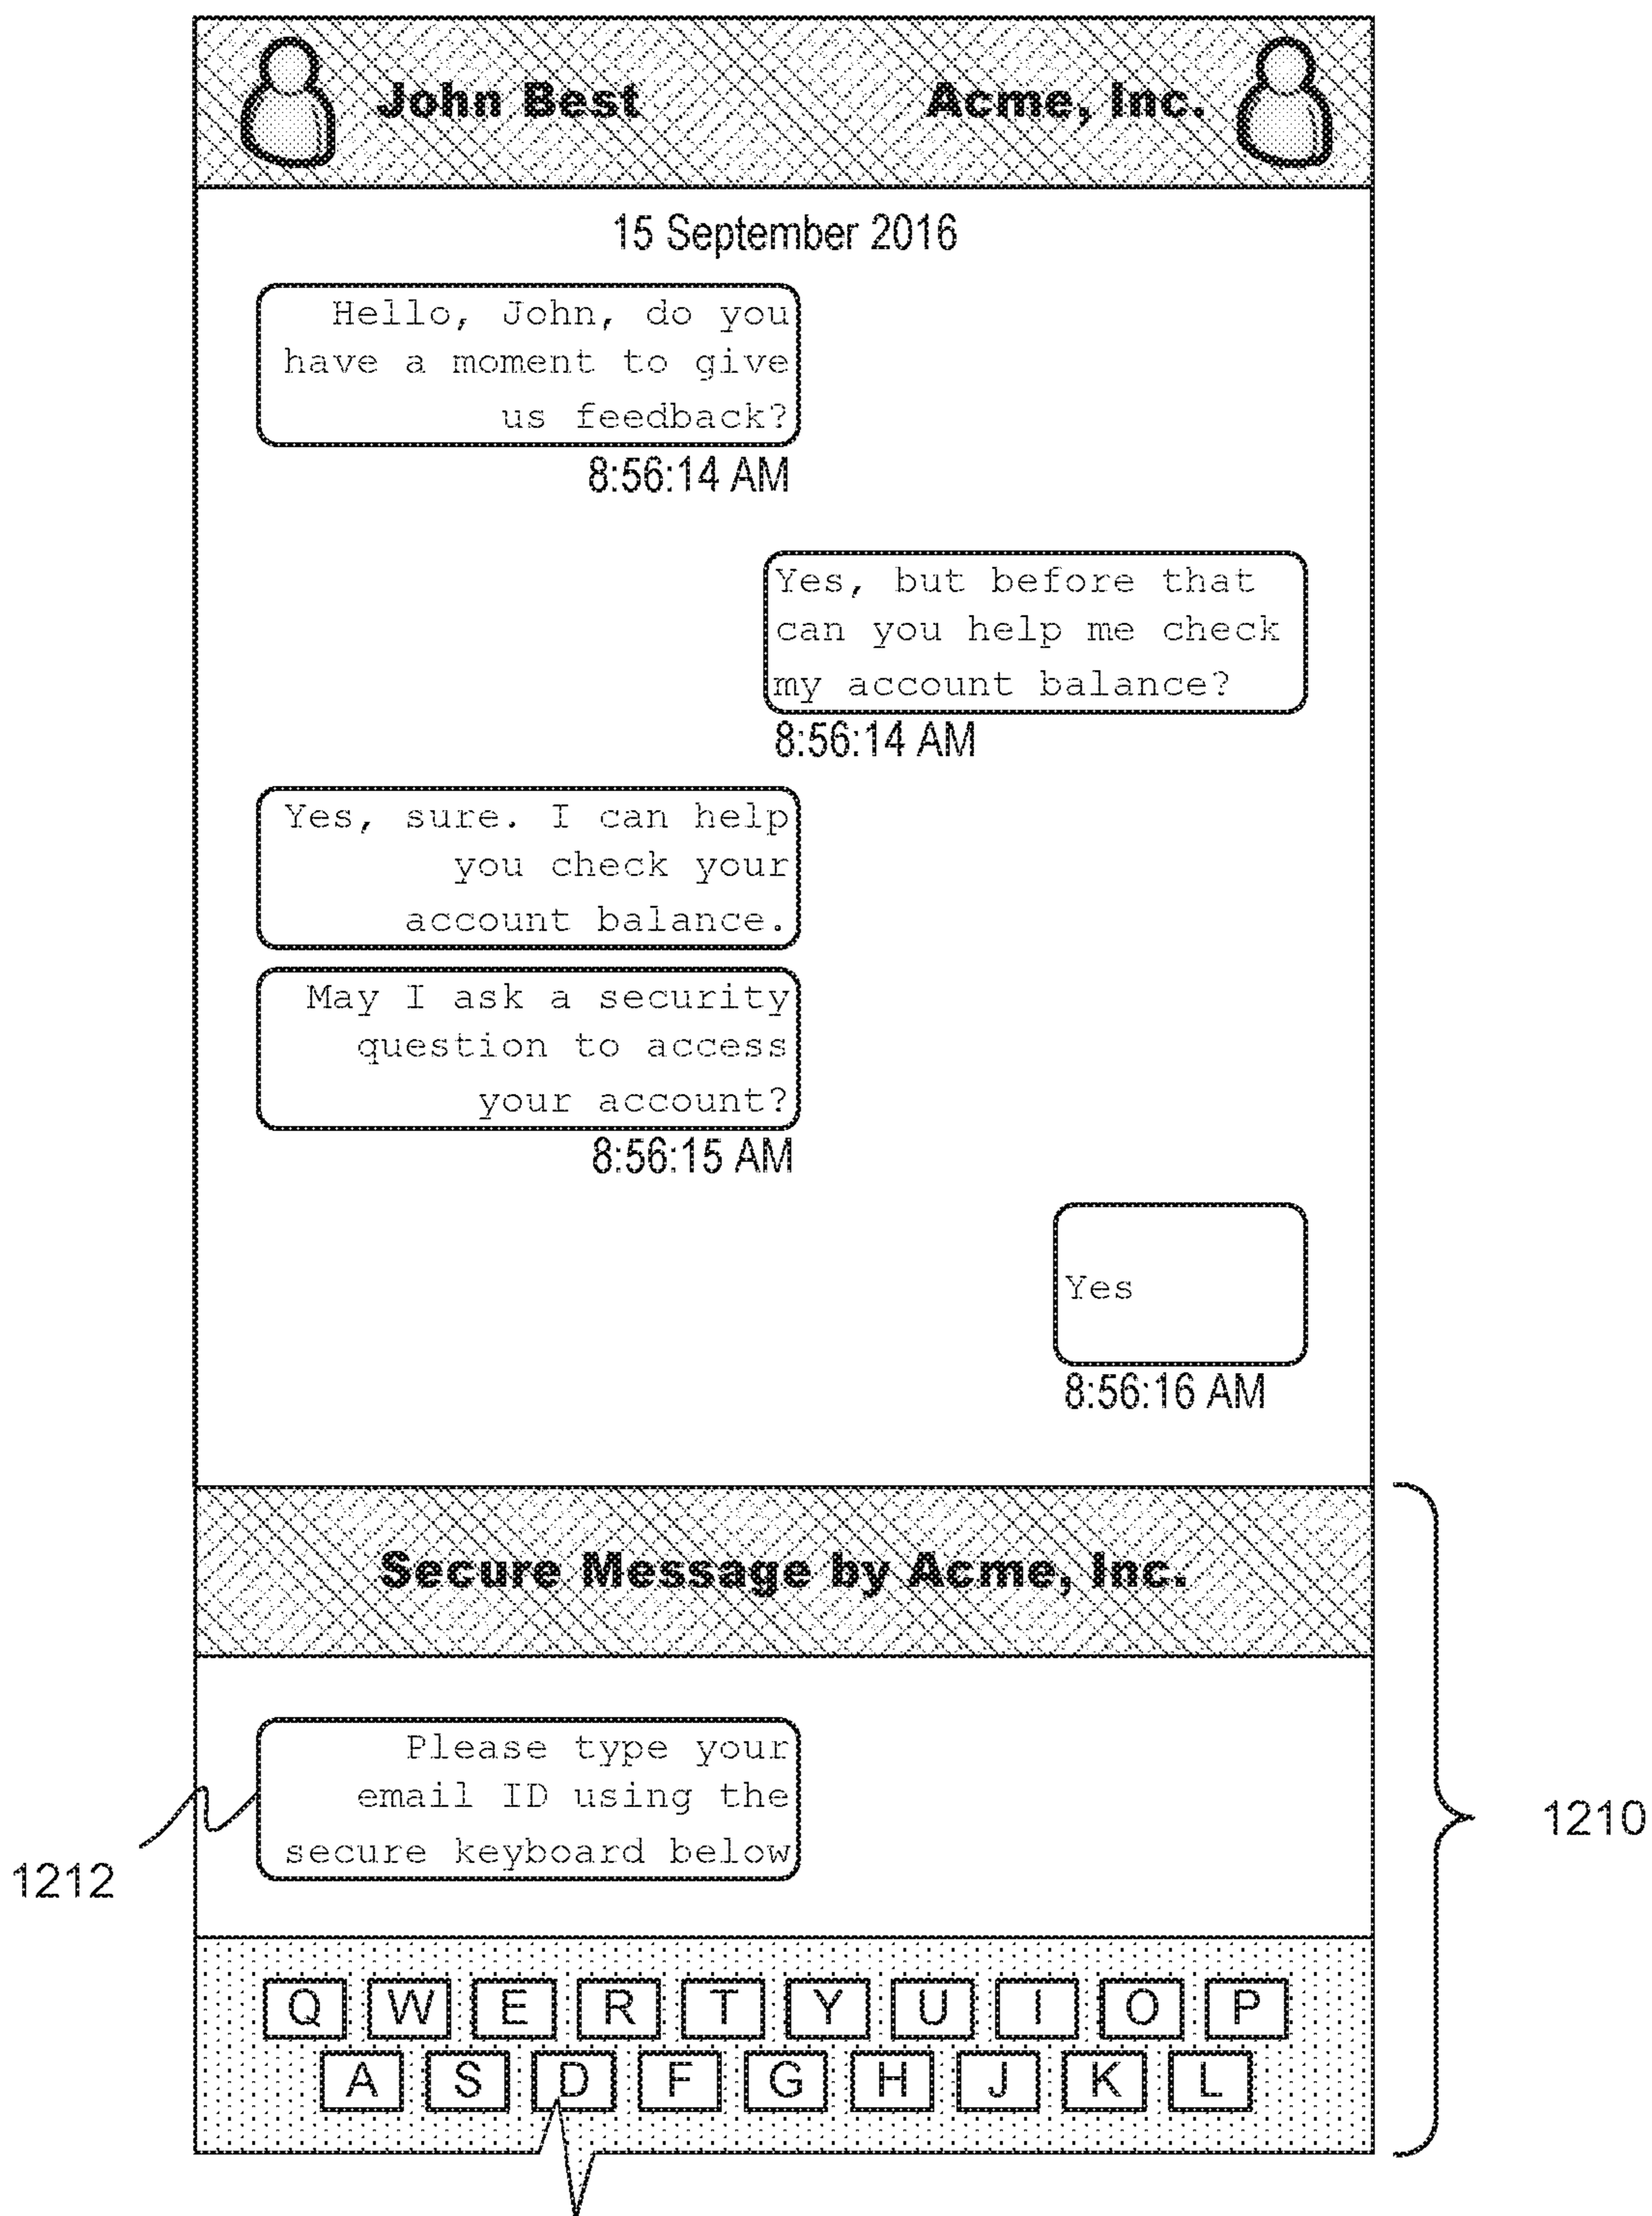 John Best Acme, Inc.
15 September 2016
Hello, John, do you
have a moment to give
us feedback?
8:56:14 AM
Yes, but before that
can you help me check
my account balance?
8:56:14 AM
Yes, sure. I can help
you check your
account balance.
May I ask a security
question to access
your account?
8:56:15 AM
Yes
8:56:16 AM
Secure Message by Acme, Inc.
Please type your
email ID using the
secure keyboard below
1212
1210
Q W E R T Y U I O P
A S D F G H J K L